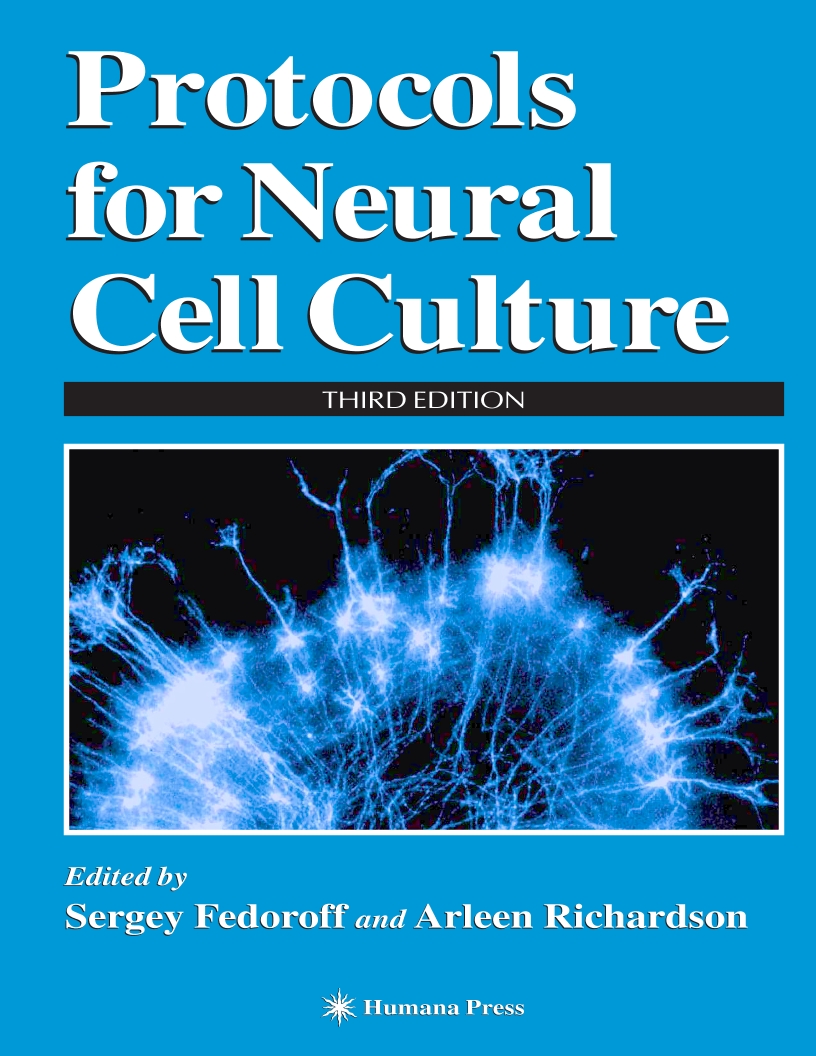 Protocols
for Neural
Cell Culture
THIRD EDITION
Edited by
Sergey Fedoroff and Arleen Richardson
Humana Press